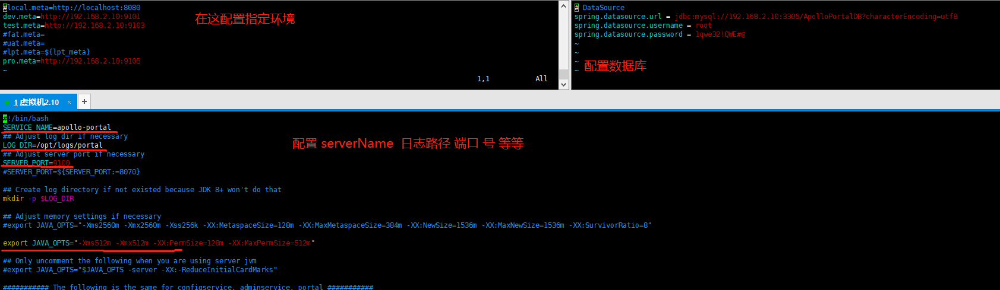 #local.meta=http://localhost:8080
dev.meta=http://192.168.2.10:9101
test.meta=http://192.168.2.10:9103
#fat.meta=
#uat.meta=
#lpt.meta=${lpt_meta}
pro.meta=http://192.168.2.10:9105
~
在这配置指定环境
1,1 All
# DataSource
spring.datasource.url = jdbc:mysql://192.168.2.10:3306/ApolloPortalDB?characterEncoding=utf8
spring.datasource.username = root
spring.datasource.password = 1qwe32!QWE#@
~
~
~
~
配置数据库
1 虚拟机2.10 × +
#!/bin/bash
SERVICE_NAME=apollo-portal
## Adjust log dir if necessary
LOG_DIR=/opt/logs/portal
配置 serverName 日志路径 端口 号 等等
## Adjust server port if necessary
SERVER_PORT=9100
#SERVER_PORT=${SERVER_PORT:=8070}
## Create log directory if not existed because JDK 8+ won't do that
mkdir -p $LOG_DIR
## Adjust memory settings if necessary
#export JAVA_OPTS="-Xms2560m -Xmx2560m -Xss256k -XX:MetaspaceSize=128m -XX:MaxMetaspaceSize=384m -XX:NewSize=1536m -XX:MaxNewSize=1536m -XX:SurvivorRatio=8"
export JAVA_OPTS="-Xms512m -Xmx512m -XX:PermSize=128m -XX:MaxPermSize=512m"
## Only uncomment the following when you are using server jvm
#export JAVA_OPTS="$JAVA_OPTS -server -XX:-ReduceInitialCardMarks"
########### The following is the same for configservice, adminservice, portal ###########